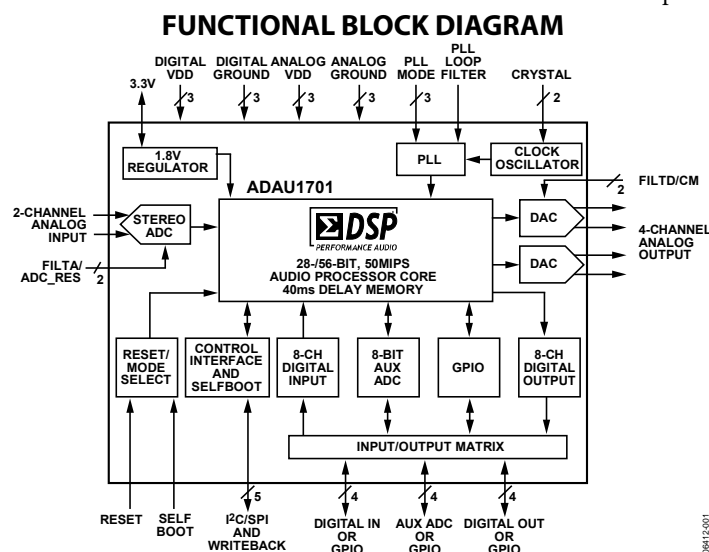 FUNCTIONAL BLOCK DIAGRAM
3.3V
DIGITAL
VDD
3
DIGITAL
GROUND
3
ANALOG
VDD
3
ANALOG
GROUND
3
PLL
MODE
3
PLL
LOOP
FILTER
CRYSTAL
2
1.8V
REGULATOR
PLL
CLOCK
OSCILLATOR
ADAU1701
FILTD/CM
2
2-CHANNEL
ANALOG
INPUT
STEREO
ADC
FILTA/
ADC_RES
2
ΣDSP
PERFORMANCE AUDIO
28-/56-BIT, 50MIPS
AUDIO PROCESSOR CORE
40ms DELAY MEMORY
DAC
DAC
4-CHANNEL
ANALOG
OUTPUT
RESET/
MODE
SELECT
CONTROL
INTERFACE
AND
SELFBOOT
8-CH
DIGITAL
INPUT
8-BIT
AUX
ADC
GPIO
8-CH
DIGITAL
OUTPUT
INPUT/OUTPUT MATRIX
RESET
SELF
BOOT
5
I²C/SPI
AND
WRITEBACK
4
DIGITAL IN
OR
GPIO
4
AUX ADC
OR
GPIO
4
DIGITAL OUT
OR
GPIO
06412-001